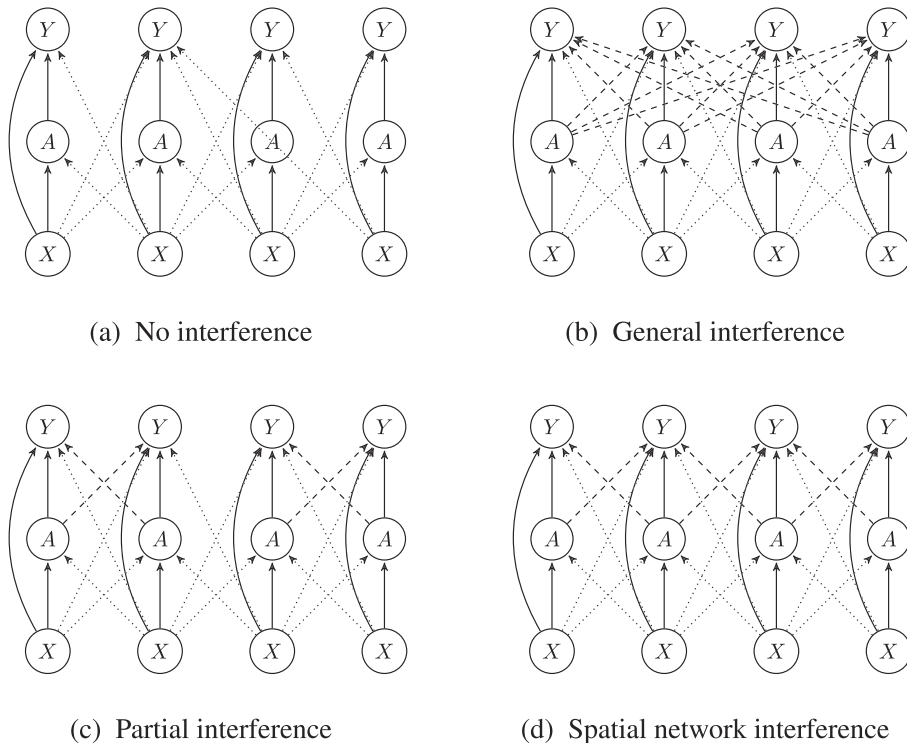 Y Y Y Y
A A A A
X X X X
(a) No interference
Y Y Y Y
A A A A
X X X X
(b) General interference
Y Y Y Y
A A A A
X X X X
(c) Partial interference
Y Y Y Y
A A A A
X X X X
(d) Spatial network interference